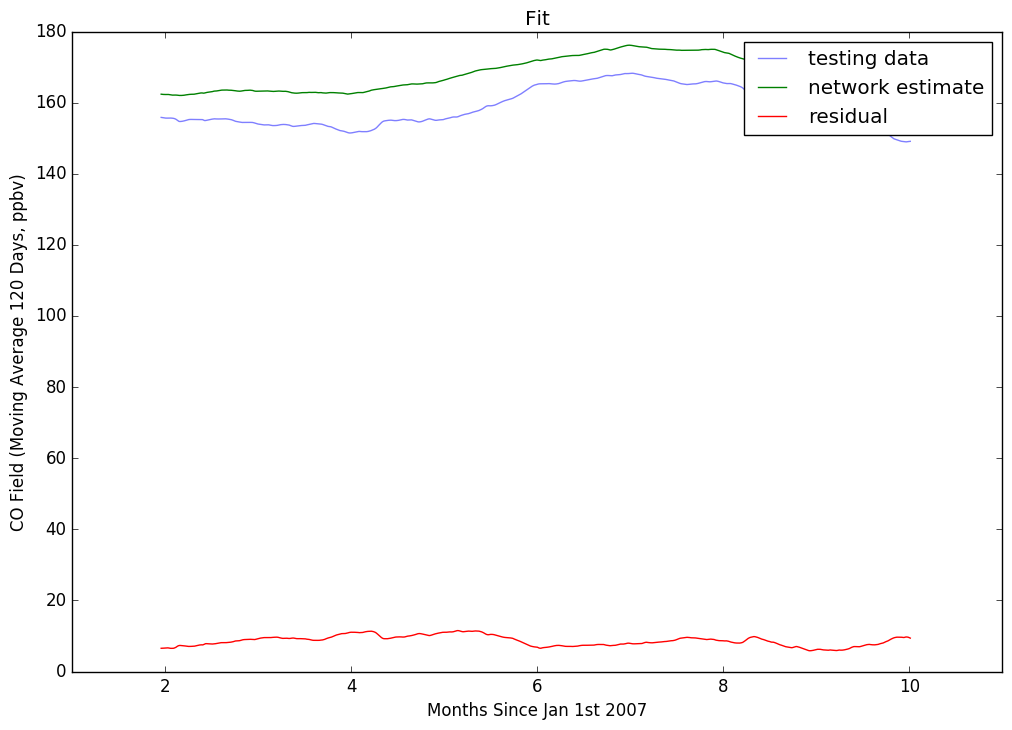 Fit
180
160
140
120
100
80
60
40
20
0
CO Field (Moving Average 120 Days, ppbv)
testing data
network estimate
residual
2 4 6 8 10
Months Since Jan 1st 2007